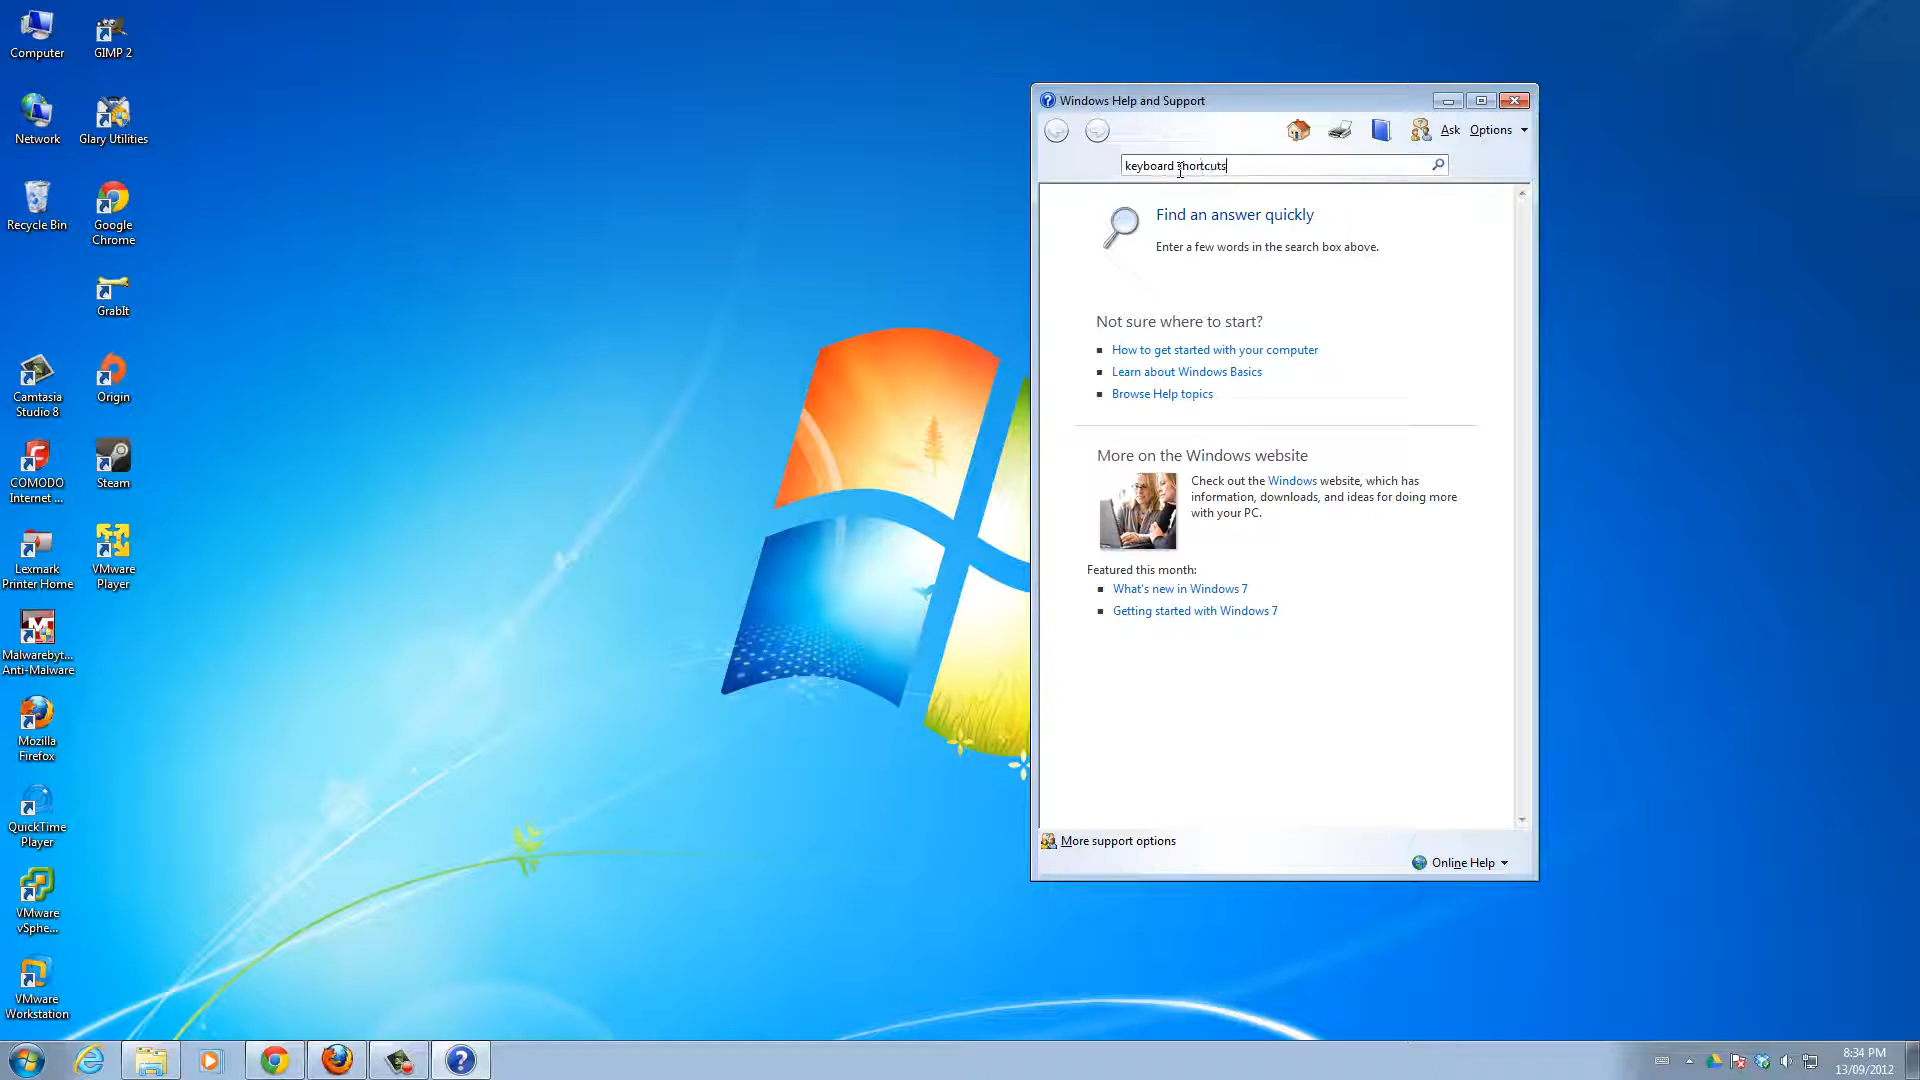 Computer
GIMP 2
Network
Glary Utilities
Recycle Bin
Google
Chrome
GrabIt
Camtasia
Studio 8
Origin
COMODO
Internet ...
Steam
Lexmark
Printer Home
VMware
Player
Malwarebyt...
Anti-Malware
Mozilla
Firefox
QuickTime
Player
VMware
vSphe...
VMware
Workstation
Windows Help and Support
Ask
Options
keyboard shortcuts
Find an answer quickly
Enter a few words in the search box above.
Not sure where to start?
How to get started with your computer
Learn about Windows Basics
Browse Help topics
More on the Windows website
Check out the Windows website, which has
information, downloads, and ideas for doing more
with your PC.
Featured this month:
What's new in Windows 7
Getting started with Windows 7
More support options
Online Help
8:34 PM
13/09/2012